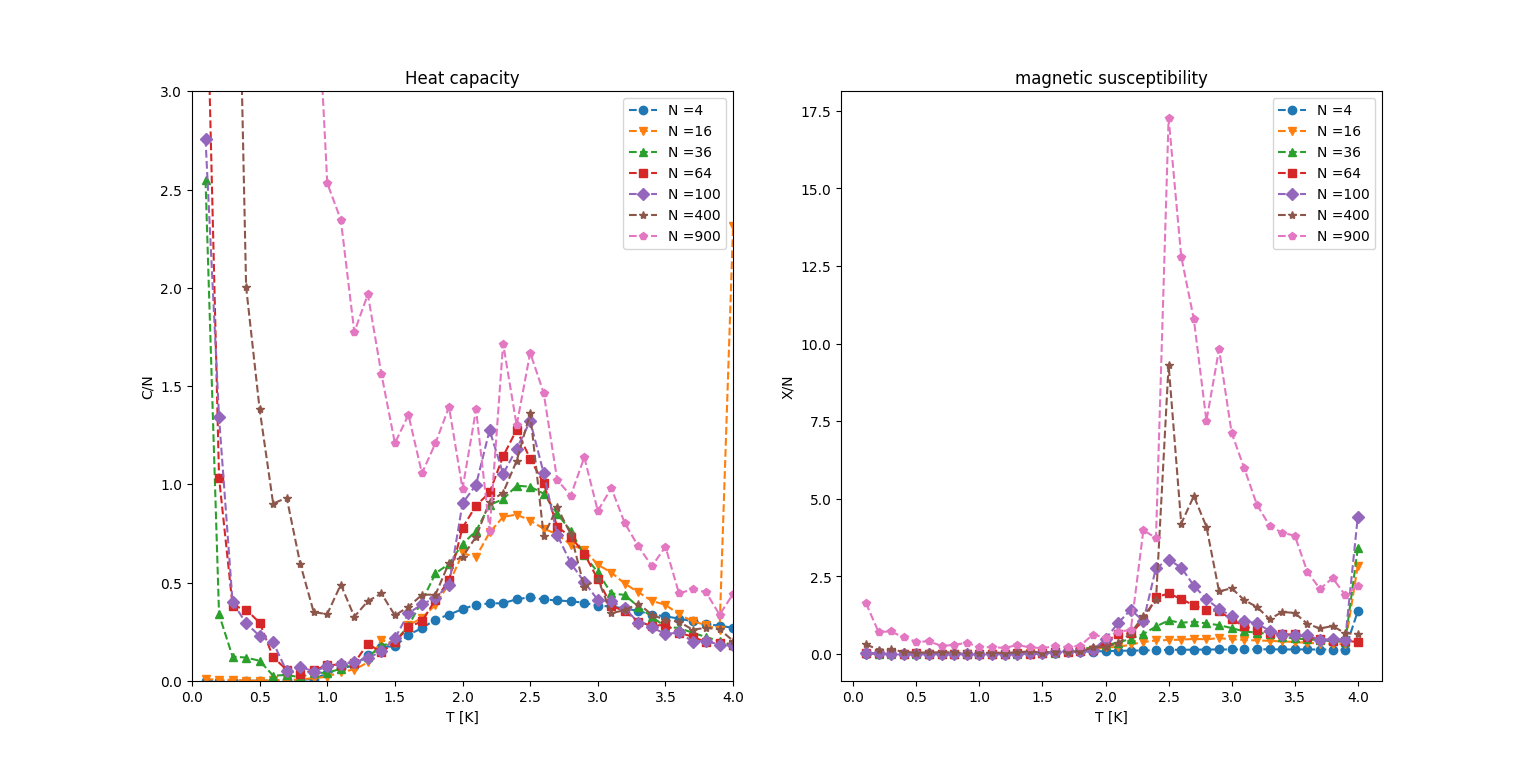 Heat capacity
3.0
2.5
2.0
1.5
1.0
0.5
0.0
C/N
0.0 0.5 1.0 1.5 2.0 2.5 3.0 3.5 4.0
T [K]
N =4
N =16
N =36
N =64
N =100
N =400
N =900
magnetic susceptibility
17.5
15.0
12.5
10.0
7.5
5.0
2.5
0.0
X/N
0.0 0.5 1.0 1.5 2.0 2.5 3.0 3.5 4.0
T [K]
N =4
N =16
N =36
N =64
N =100
N =400
N =900